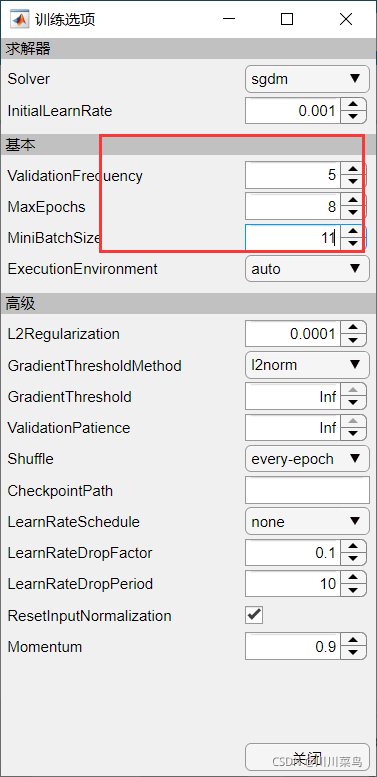 训练选项
求解器
Solver sgdm
InitialLearnRate 0.001
基本
ValidationFrequency 5
MaxEpochs 8
MiniBatchSize 11
ExecutionEnvironment auto
高级
L2Regularization 0.0001
GradientThresholdMethod l2norm
GradientThreshold Inf
ValidationPatience Inf
Shuffle every-epoch
CheckpointPath
LearnRateSchedule none
LearnRateDropFactor 0.1
LearnRateDropPeriod 10
ResetInputNormalization
Momentum 0.9
关闭
CSDN @川川菜鸟